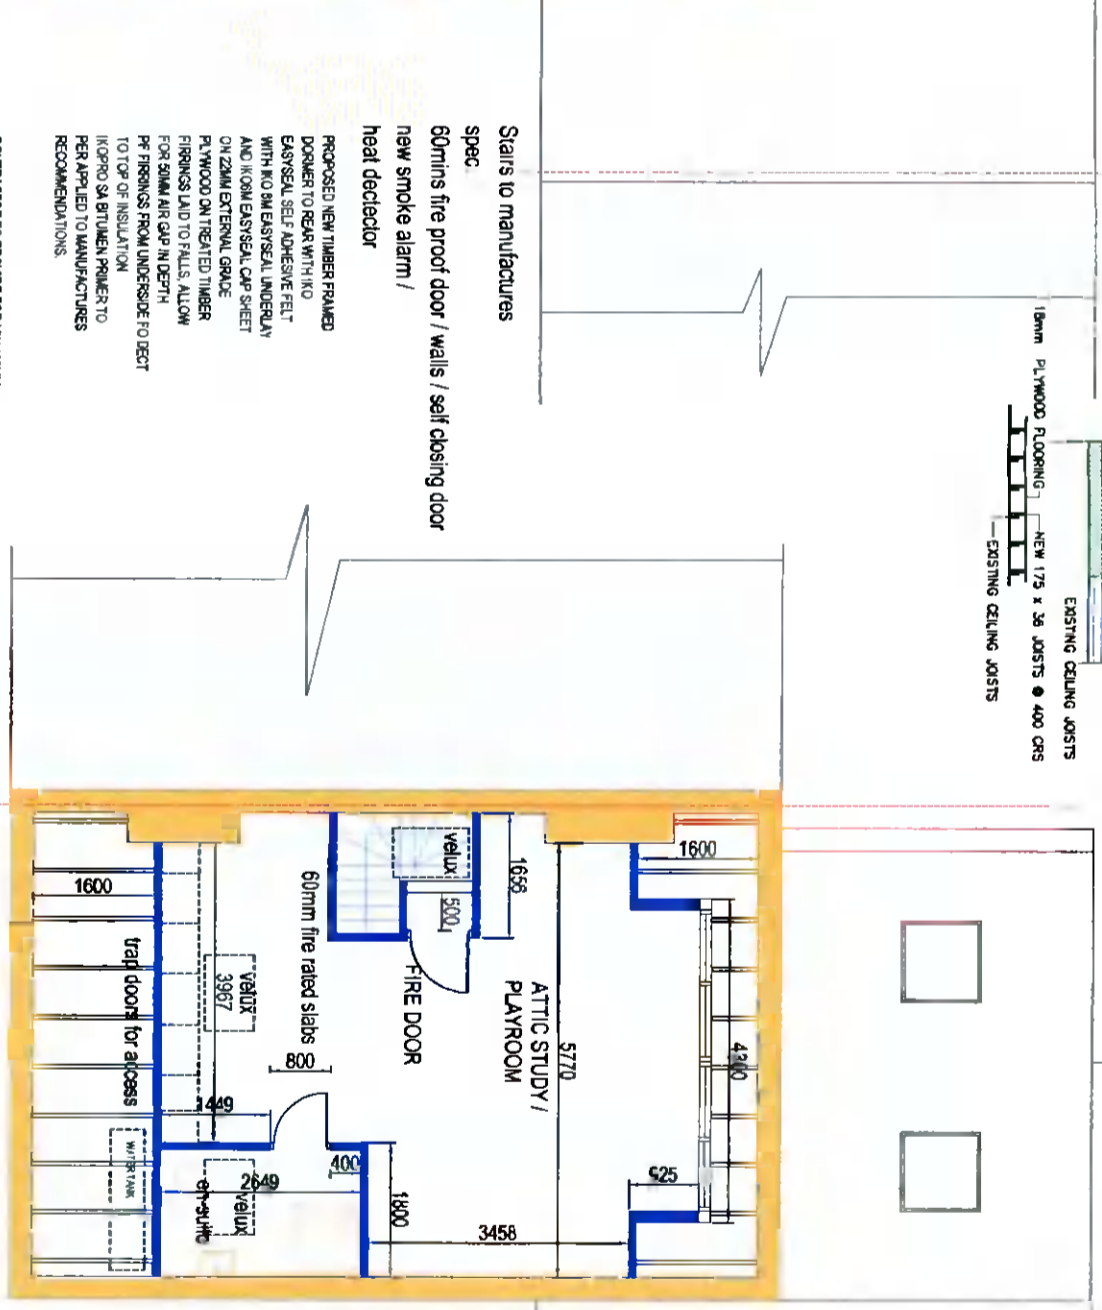 EXISTING CEILING JOISTS
18mm PLYWOOD FLOORING
NEW 175 x 36 JOISTS @ 400 CRS
EXISTING CEILING JOISTS
Stairs to manufactures
spec.
60mins fire proof door / walls / self closing door
new smoke alarm /
heat dectector
PROPOSED NEW TIMBER FRAMED
DORMER TO REAR WITH IKO
EASYSEAL SELF ADHESIVE FELT
WITH IKO 8M EASYSEAL UNDERLAY
AND IKO8M EASYSEAL CAP SHEET
ON 22MM EXTERNAL GRADE
PLYWOOD ON TREATED TIMBER
FIRRINGS LAID TO FALLS, ALLOW
FOR 50MM AIR GAP IN DEPTH
PF FIRRINGS FROM UNDERSIDE FO DECT
TO TOP OF INSULATION
IKOPRO SA BITUMEN PRIMER TO
PER APPLIED TO MANUFACTURES
RECOMMENDATIONS.
1600
4200
525
1656
5770
ATTIC STUDY /
PLAYROOM
3458
velux
500
FIRE DOOR
1800
400
60mm fire rated slabs
800
velux
3967
449
2649
velux
en-suite
1600
trap doors for access
WATER TANK